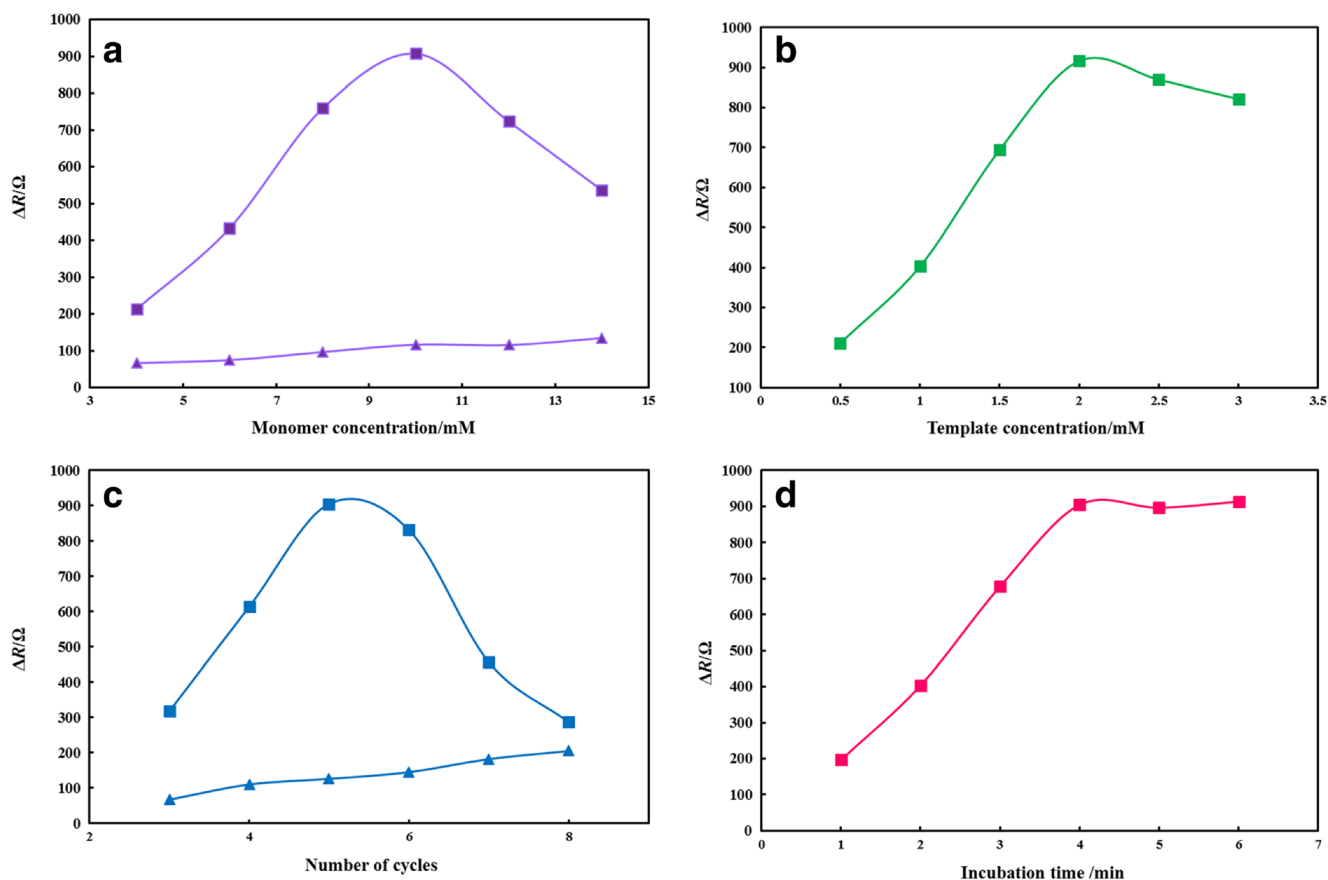 a
1000
900
800
700
600
500
400
300
200
100
0
ΔR/Ω
3 5 7 9 11 13 15
Monomer concentration/mM
b
1000
900
800
700
600
500
400
300
200
100
ΔR/Ω
0 0.5 1 1.5 2 2.5 3 3.5
Template concentration/mM
c
1000
900
800
700
600
500
400
300
200
100
0
ΔR/Ω
2 4 6 8
Number of cycles
d
1000
900
800
700
600
500
400
300
200
100
0
ΔR/Ω
0 1 2 3 4 5 6 7
Incubation time /min